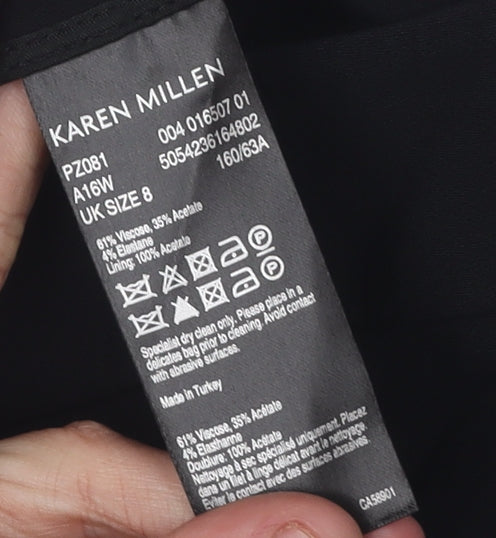 KAREN MILLEN
PZ081 004 016507 01
A16W 5054236164802
UK SIZE 8 160/63A
61% Viscose, 35% Acetate
4% Elastane
Lining: 100% Acetate
P
P
Specialist dry clean only. Please place in a
delicates bag prior to cleaning. Avoid contact
with abrasive surfaces.
Made in Turkey
61% Viscose, 35% Acétate
4% Elasthanne
Doublure: 100% Acétate
Nettoyage à sec spécialisé uniquement. Placez
dans un filet à linge délicat avant le nettoyage.
Eviter le contact avec des surfaces abrasives.
CA58901